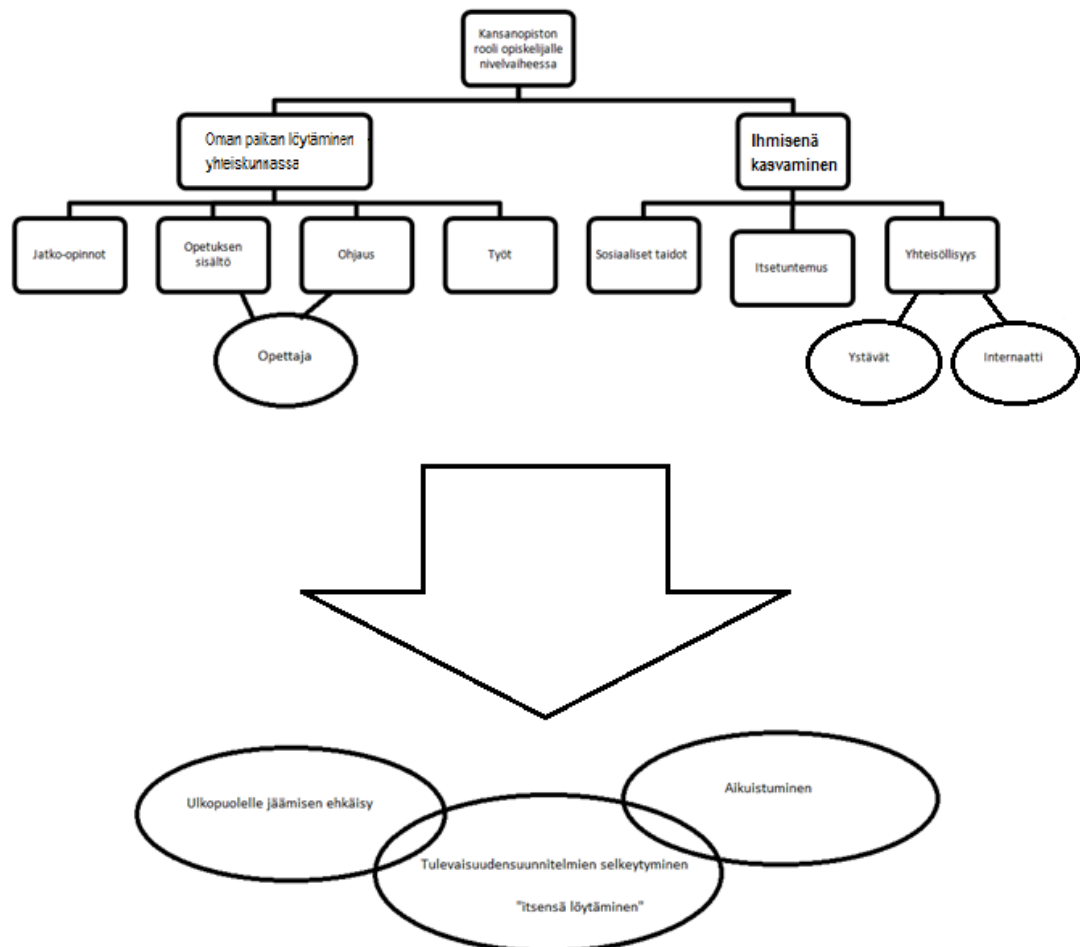 Kansanopiston
rooli opiskelijalle
nivelvaiheessa
Oman paikan löytäminen
yhteiskunnassa
Ihmisenä
kasvaminen
Jatko-opinnot
Opetuksen
sisältö
Ohjaus
Työt
Sosiaaliset taidot
Itsetuntemus
Yhteisöllisyys
Opettaja
Ystävät
Internaatti
Ulkopuolelle jäämisen ehkäisy
Aikuistuminen
Tulevaisuudensuunnitelmien selkeytyminen
"itsensä löytäminen"